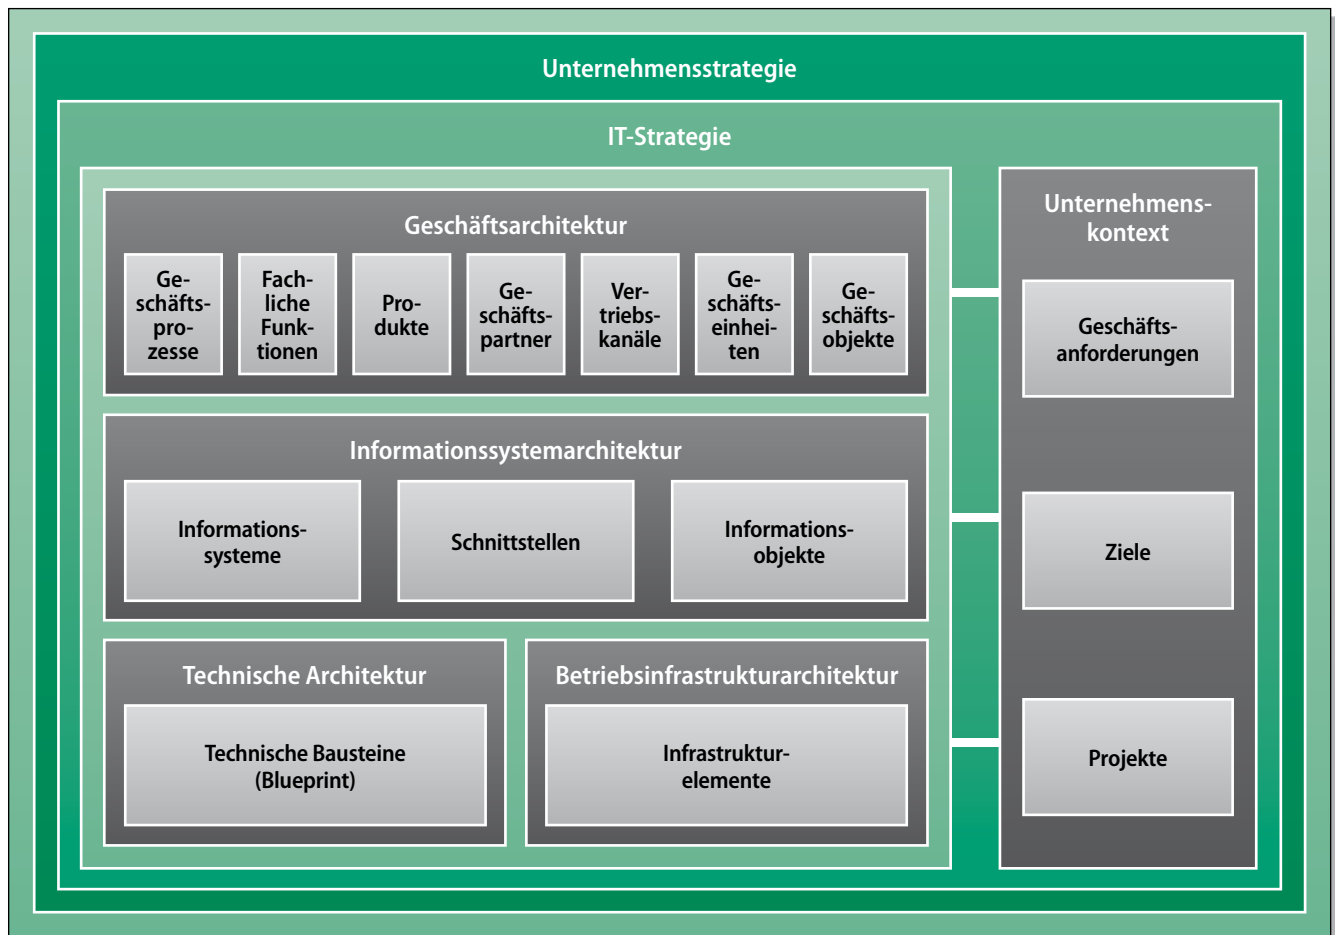 Unternehmensstrategie
IT-Strategie
Geschäftsarchitektur
Ge-
schäfts-
pro-
zesse
Fach-
liche
Funk-
tionen
Pro-
dukte
Ge-
schäfts-
partner
Ver-
triebs-
kanäle
Ge-
schäfts-
einhei-
ten
Ge-
schäfts-
objekte
Informationssystemarchitektur
Informations-
systeme
Schnittstellen
Informations-
objekte
Technische Architektur
Technische Bausteine
(Blueprint)
Betriebsinfrastrukturarchitektur
Infrastruktur-
elemente
Unternehmens-
kontext
Geschäfts-
anforderungen
Ziele
Projekte